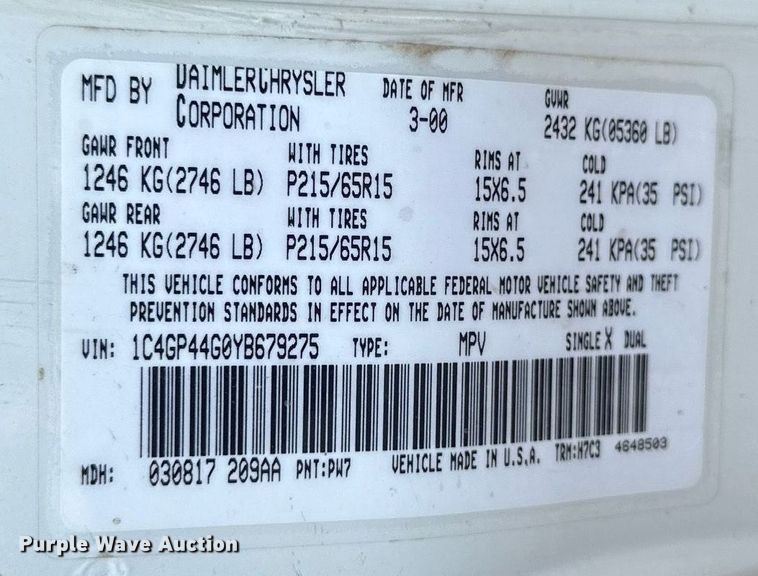 MFD BY DAIMLERCHRYSLER CORPORATION DATE OF MFR 3-00 GVWR 2432 KG(05360 LB)
GAWR FRONT WITH TIRES RIMS AT COLD
1246 KG(2746 LB) P215/65R15 15X6.5 241 KPA(35 PSI)
GAWR REAR WITH TIRES RIMS AT COLD
1246 KG(2746 LB) P215/65R15 15X6.5 241 KPA(35 PSI)
THIS VEHICLE CONFORMS TO ALL APPLICABLE FEDERAL MOTOR VEHICLE SAFETY AND THEFT
PREVENTION STANDARDS IN EFFECT ON THE DATE OF MANUFACTURE SHOWN ABOVE.
VIN: 1C4GP44G0YB679275 TYPE: MPV SINGLE X DUAL
MDH: 030817 209AA PNT:PW7 VEHICLE MADE IN U.S.A. TRM:H7C3 4648503
Purple Wave Auction